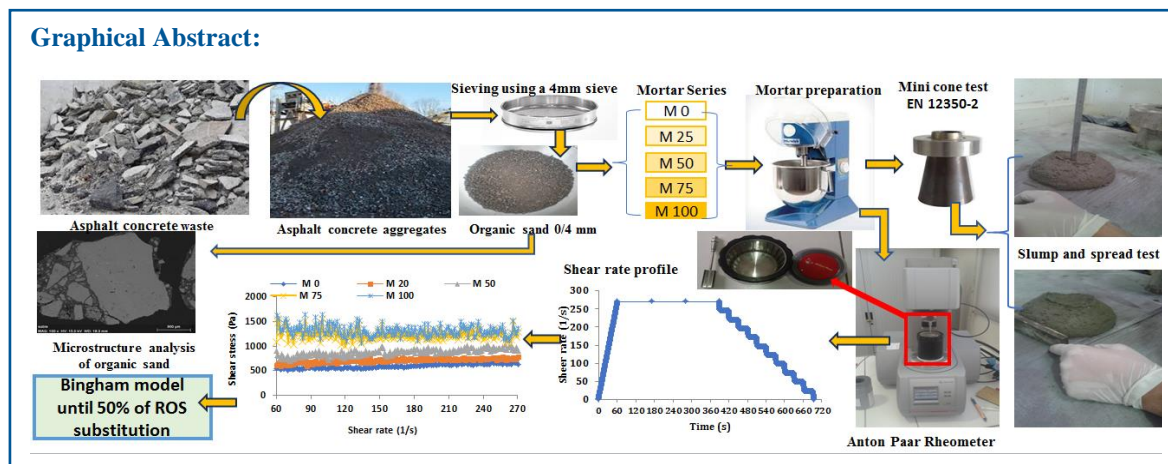 Graphical Abstract:
Sieving using a 4mm sieve
Mortar Series
Mortar preparation
Mini cone test
EN 12350-2
M 0
M 25
M 50
M 75
M 100
Asphalt concrete waste
Asphalt concrete aggregates
Organic sand 0/4 mm
Slump and spread test
Shear rate profile
M 0
M 20
M 50
M 75
M 100
Shear stress (Pa)
2000
1500
1000
500
0
60
90
120
150
180
210
240
270
Shear rate (1/s)
Sheer rate (1/s)
300
250
200
150
100
50
0
0
60
120
180
240
300
360
420
480
540
600
660
720
Time (s)
Microstructure analysis
of organic sand
Bingham model
until 50% of ROS
substitution
Anton Paar Rheometer